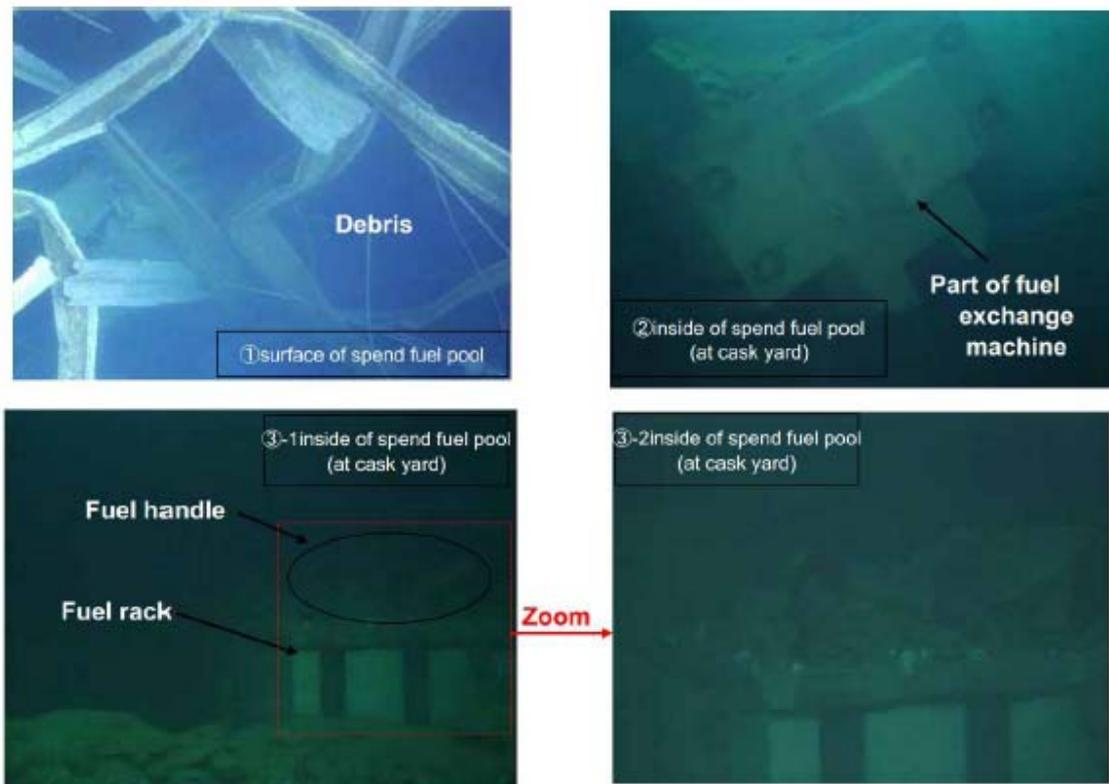 Debris
①surface of spend fuel pool
②inside of spend fuel pool
(at cask yard)
Part of fuel
exchange
machine
③-1inside of spend fuel pool
(at cask yard)
Fuel handle
Fuel rack
Zoom
③-2inside of spend fuel pool
(at cask yard)